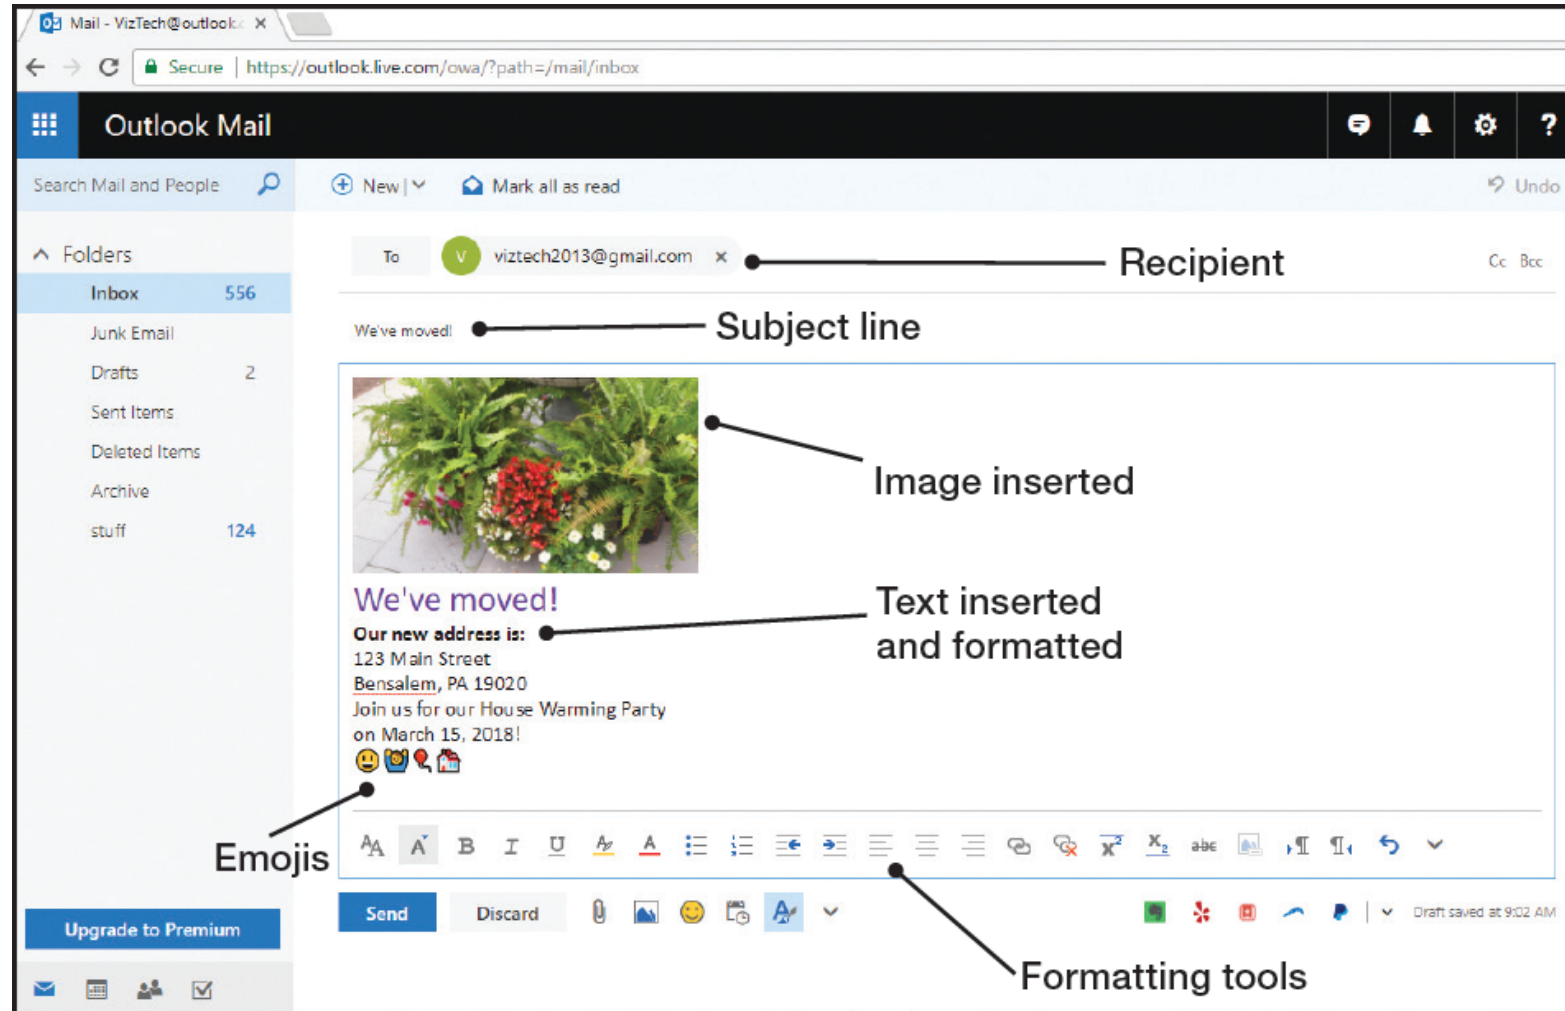 Mail - VizTech@outlook.c
Secure | https://outlook.live.com/owa/?path=/mail/inbox
Outlook Mail
?
Search Mail and People
New | Mark all as read
Undo
Folders
Inbox 556
Junk Email
Drafts 2
Sent Items
Deleted Items
Archive
stuff 124
Upgrade to Premium
To V viztech2013@gmail.com x
Recipient
Cc Bcc
We've moved!
Subject line
Image inserted
We've moved!
Our new address is:
123 Main Street
Bensalem, PA 19020
Join us for our House Warming Party
on March 15, 2018!
Text inserted
and formatted
Emojis
AA A B I U A A x² x₂ abc ¶ ¶
Send Discard
Draft saved at 9:02 AM
Formatting tools